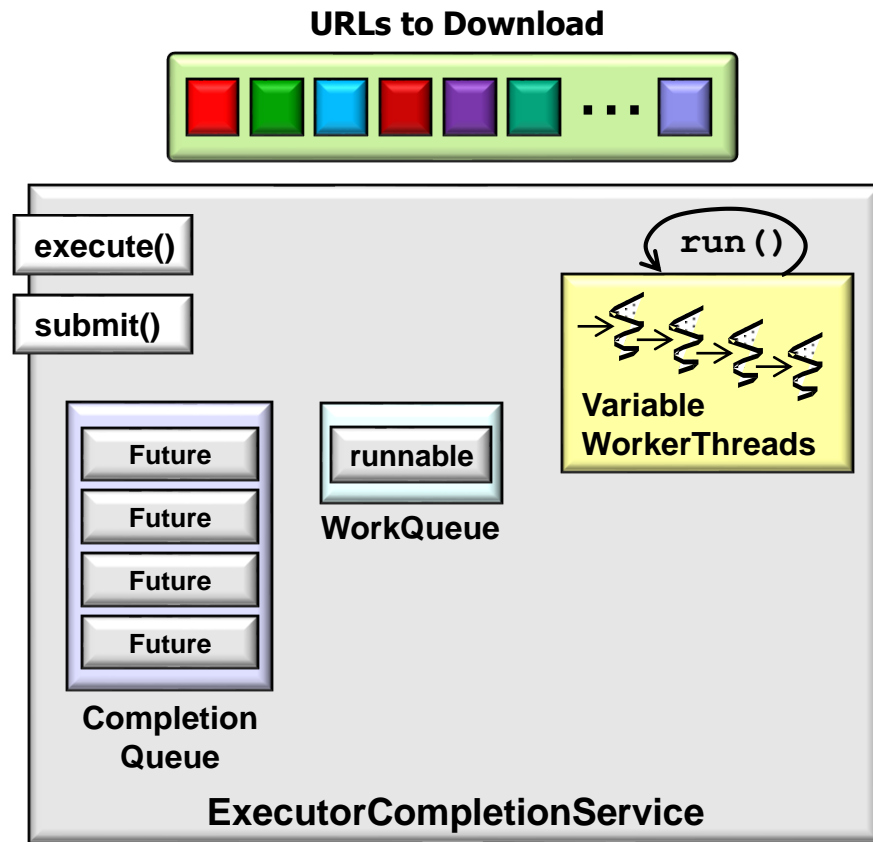 URLs to Download
...
execute()
submit()
run()
Variable
WorkerThreads
Future
Future
Future
Future
runnable
WorkQueue
Completion
Queue
ExecutorCompletionService